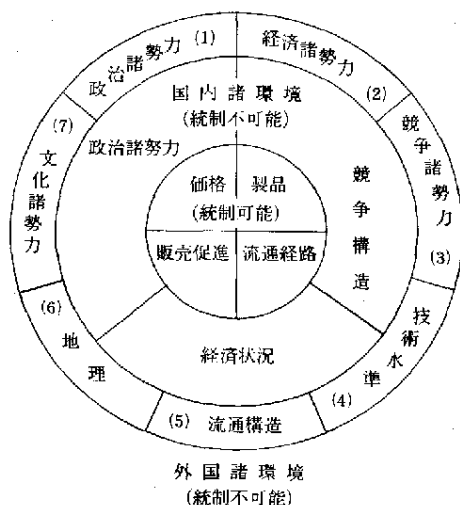 政治諸勢力 (1)
経済諸勢力 (2)
競争諸勢力 (3)
技術水準 (4)
(5) 流通構造
(6) 地理
(7) 文化諸勢力
国内諸環境
(統制不可能)
政治諸努力
競争構造
経済状況
価格 製品
(統制可能)
販売促進 流通経路
外国諸環境
(統制不可能)